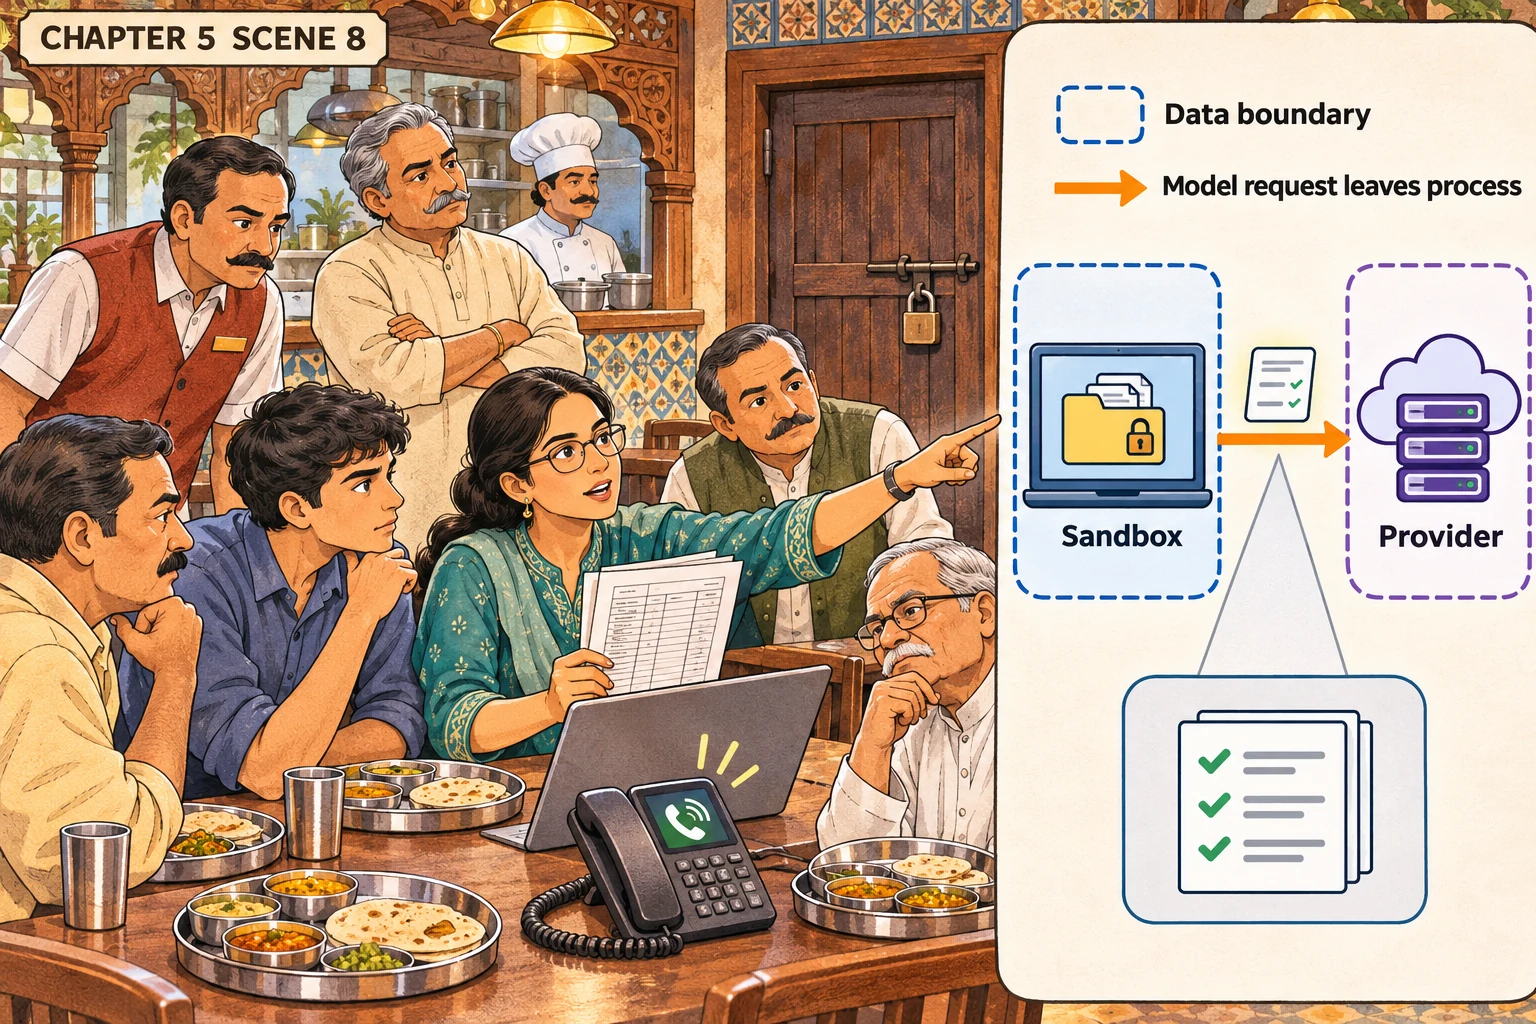 CHAPTER 5 SCENE 8
Data boundary
Model request leaves process
Sandbox
Provider